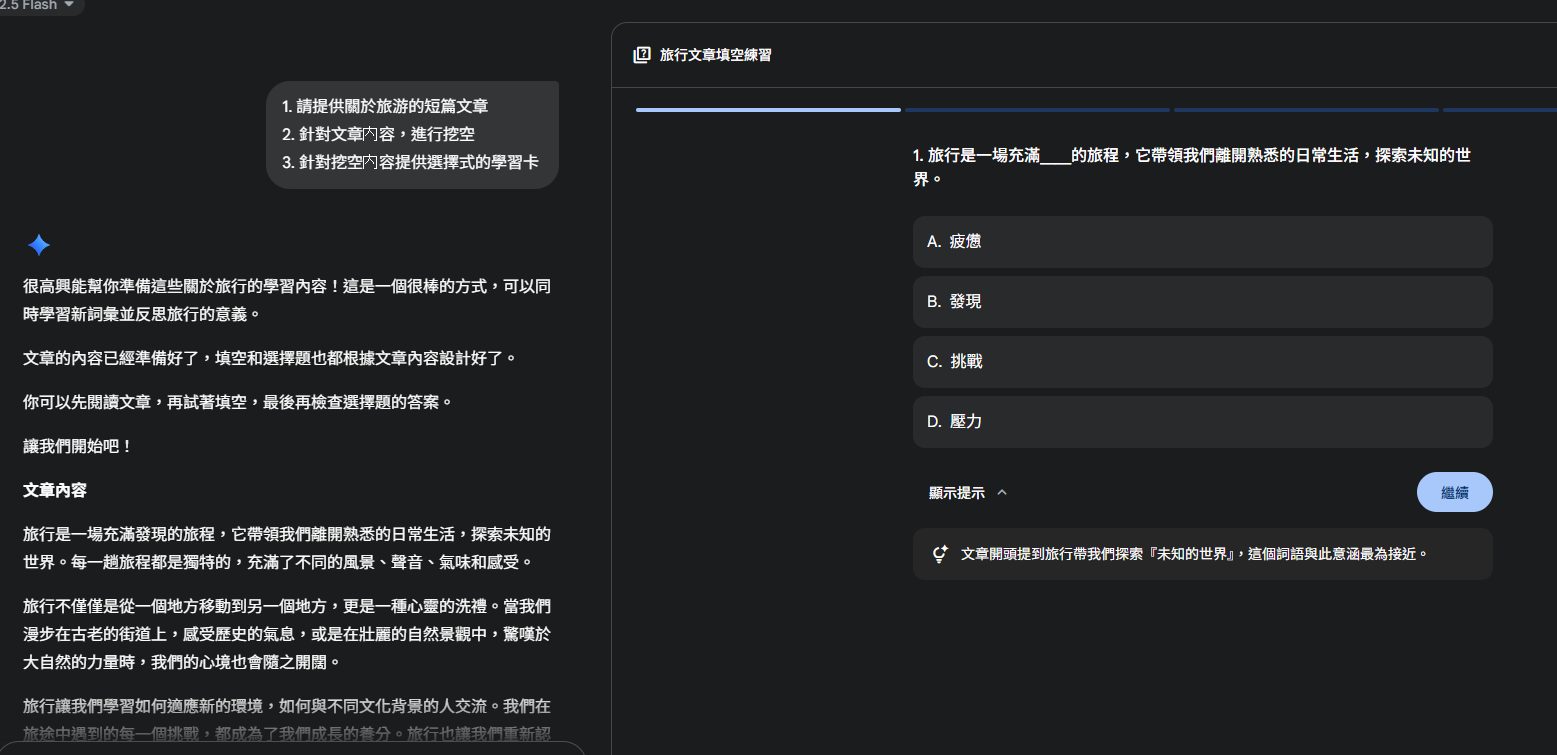 2.5 Flash
1. 請提供關於旅游的短篇文章
2. 針對文章内容，進行挖空
3. 針對挖空内容提供選擇式的學習卡
很高興能幫你準備這些關於旅行的學習內容！這是一個很棒的方式，可以同
時學習新詞彙並反思旅行的意義。
文章的內容已經準備好了，填空和選擇題也都根據文章內容設計好了。
你可以先閱讀文章，再試著填空，最後再檢查選擇題的答案。
讓我們開始吧！
文章內容
旅行是一場充滿發現的旅程，它帶領我們離開熟悉的日常生活，探索未知的
世界。每一趟旅程都是獨特的，充滿了不同的風景、聲音、氣味和感受。
旅行不僅僅是從一個地方移動到另一個地方，更是一種心靈的洗禮。當我們
漫步在古老的街道上，感受歷史的氣息，或是在壯麗的自然景觀中，驚嘆於
大自然的力量時，我們的心境也會隨之開闊。
旅行讓我們學習如何適應新的環境，如何與不同文化背景的人交流。我們在
旅途中遇到的每一個挑戰，都成為了我們成長的養分。旅行也讓我們重新認
旅行文章填空練習
1. 旅行是一場充滿____的旅程，它帶領我們離開熟悉的日常生活，探索未知的世
界。
A. 疲憊
B. 發現
C. 挑戰
D. 壓力
顯示提示
繼續
文章開頭提到旅行帶我們探索『未知的世界』，這個詞語與此意涵最為接近。